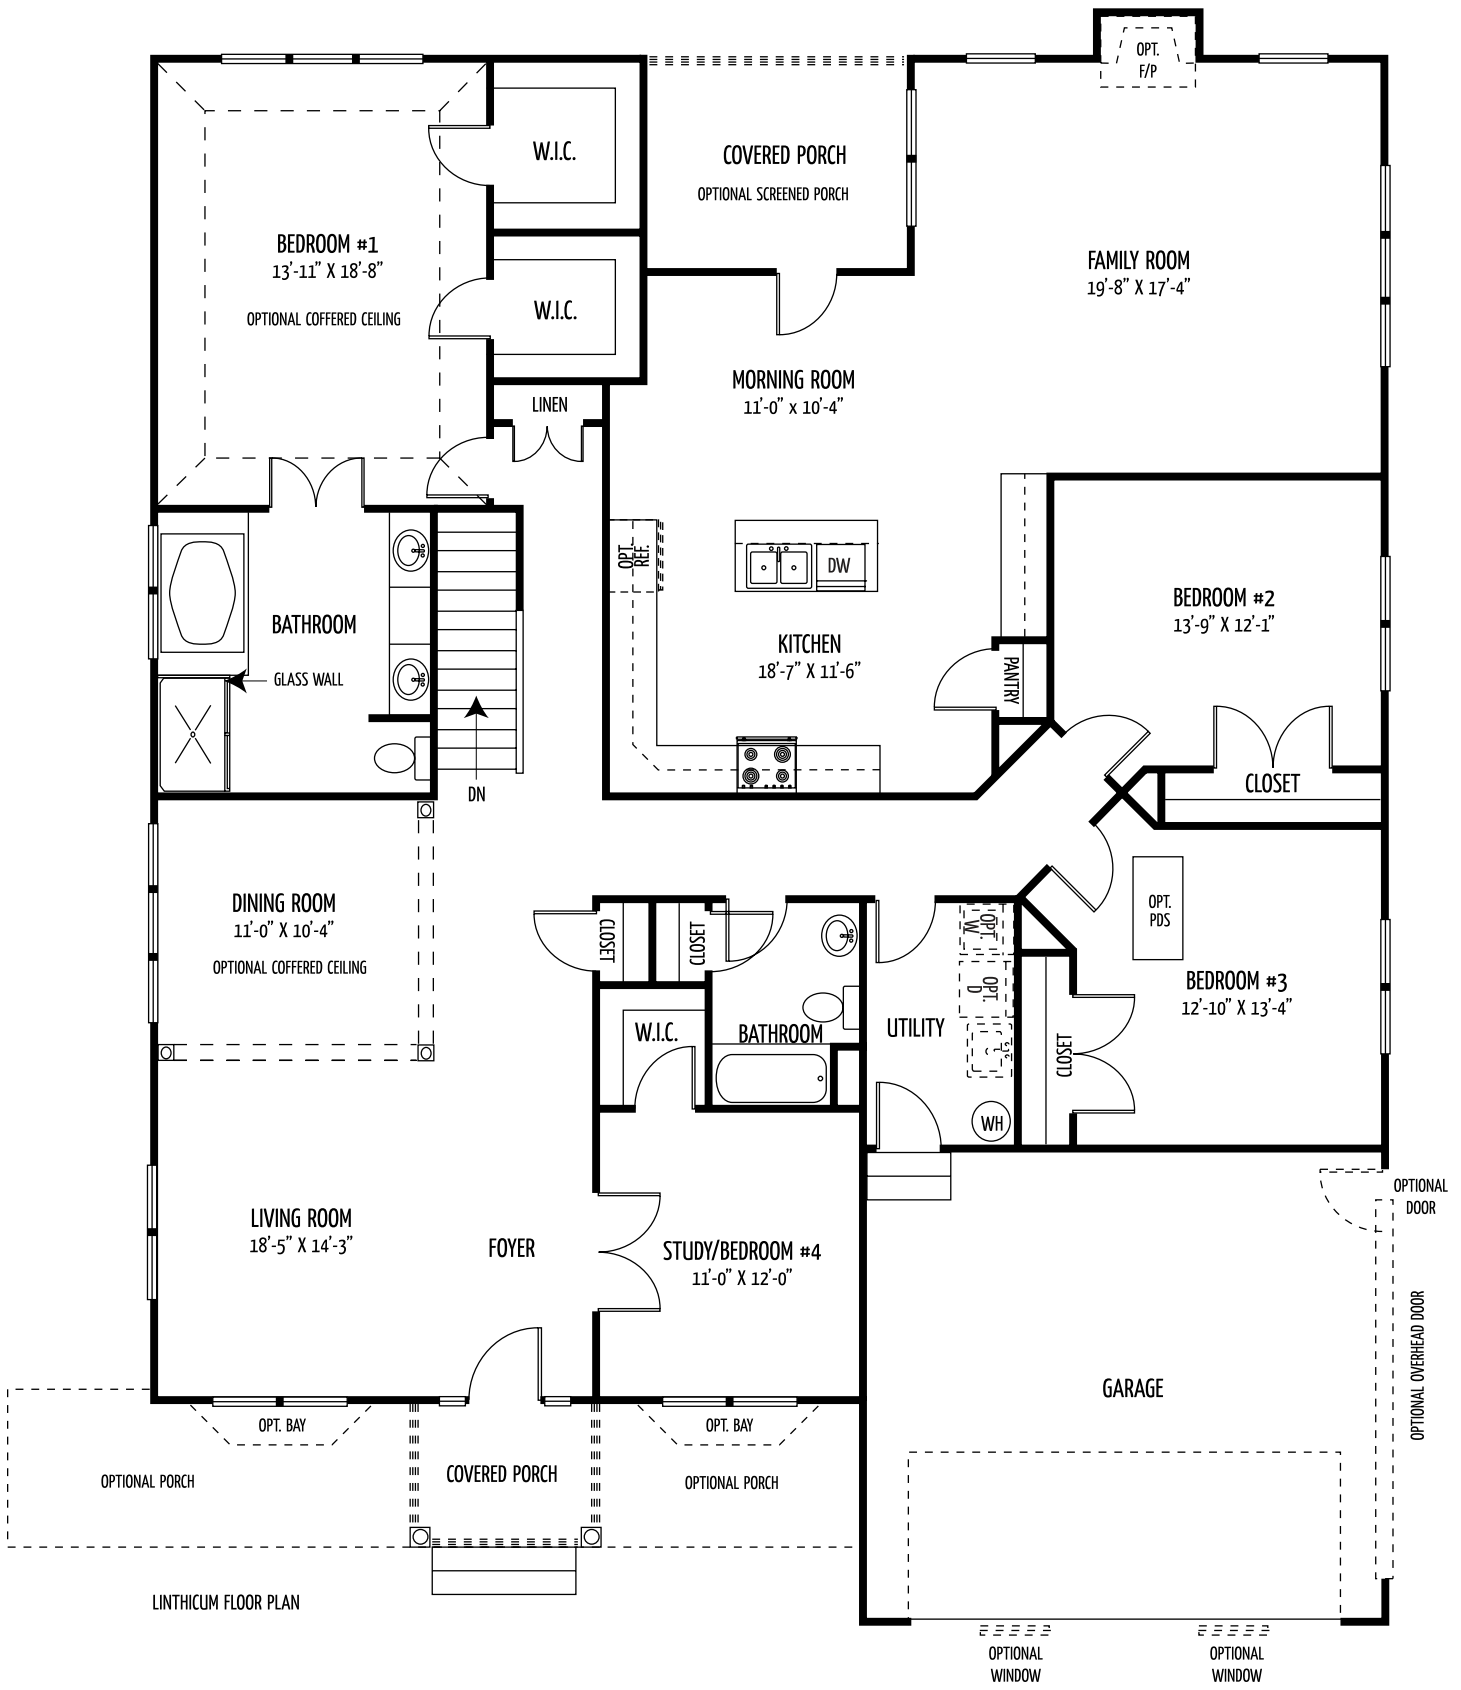 OPT.
F/P
W.I.C.
COVERED PORCH
OPTIONAL SCREENED PORCH
BEDROOM #1
13'-11" X 18'-8"
OPTIONAL COFFERED CEILING
FAMILY ROOM
19'-8" X 17'-4"
W.I.C.
MORNING ROOM
11'-0" x 10'-4"
LINEN
OPT.
REF.
DW
BEDROOM #2
13'-9" X 12'-1"
BATHROOM
KITCHEN
18'-7" X 11'-6"
GLASS WALL
PANTRY
DN
CLOSET
DINING ROOM
11'-0" X 10'-4"
OPTIONAL COFFERED CEILING
CLOSET
CLOSET
OPT.
W
OPT.
PDS
OPT.
D
BEDROOM #3
12'-10" X 13'-4"
W.I.C.
BATHROOM
UTILITY
CLOSET
WH
OPTIONAL
DOOR
LIVING ROOM
18'-5" X 14'-3"
FOYER
STUDY/BEDROOM #4
11'-0" X 12'-0"
OPTIONAL OVERHEAD DOOR
GARAGE
OPT. BAY
OPT. BAY
OPTIONAL PORCH
COVERED PORCH
OPTIONAL PORCH
LINTHICUM FLOOR PLAN
OPTIONAL
WINDOW
OPTIONAL
WINDOW